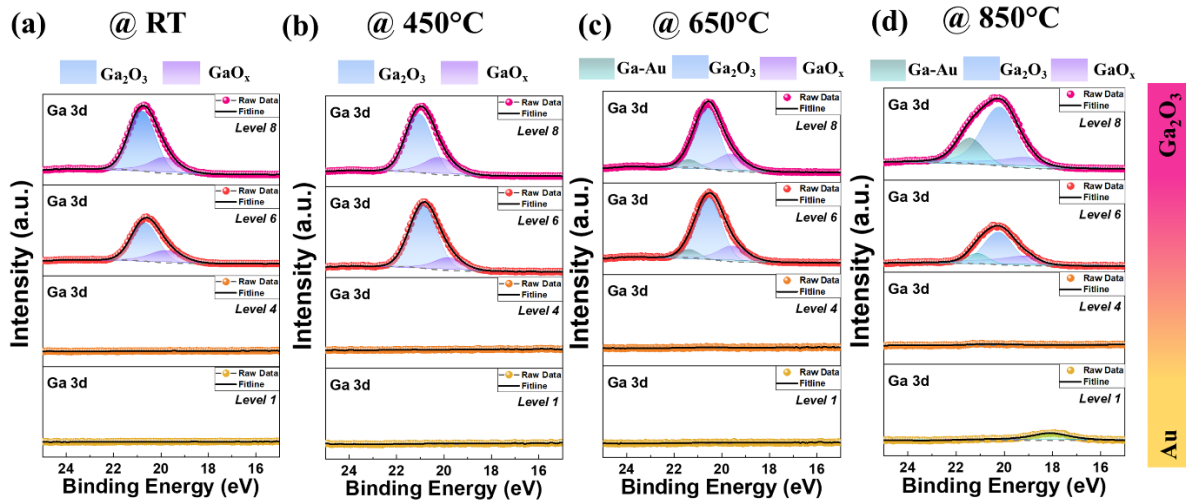 (a) @ RT
Ga₂O₃ GaOₓ
Intensity (a.u.)
Ga 3d
Raw Data
Fitline
Level 8
Ga 3d
Raw Data
Fitline
Level 6
Ga 3d
Raw Data
Fitline
Level 4
Ga 3d
Raw Data
Fitline
Level 1
24 22 20 18 16
Binding Energy (eV)
(b) @ 450°C
Ga₂O₃ GaOₓ
Intensity (a.u.)
Ga 3d
Raw Data
Fitline
Level 8
Ga 3d
Raw Data
Fitline
Level 6
Ga 3d
Raw Data
Fitline
Level 4
Ga 3d
Raw Data
Fitline
Level 1
24 22 20 18 16
Binding Energy (eV)
(c) @ 650°C
Ga-Au Ga₂O₃ GaOₓ
Intensity (a.u.)
Ga 3d
Raw Data
Fitline
Level 8
Ga 3d
Raw Data
Fitline
Level 6
Ga 3d
Raw Data
Fitline
Level 4
Ga 3d
Raw Data
Fitline
Level 1
24 22 20 18 16
Binding Energy (eV)
(d) @ 850°C
Ga-Au Ga₂O₃ GaOₓ
Intensity (a.u.)
Ga 3d
Raw Data
Fitline
Level 8
Ga 3d
Raw Data
Fitline
Level 6
Ga 3d
Raw Data
Fitline
Level 4
Ga 3d
Raw Data
Fitline
Level 1
24 22 20 18 16
Binding Energy (eV)
Ga₂O₃
Au